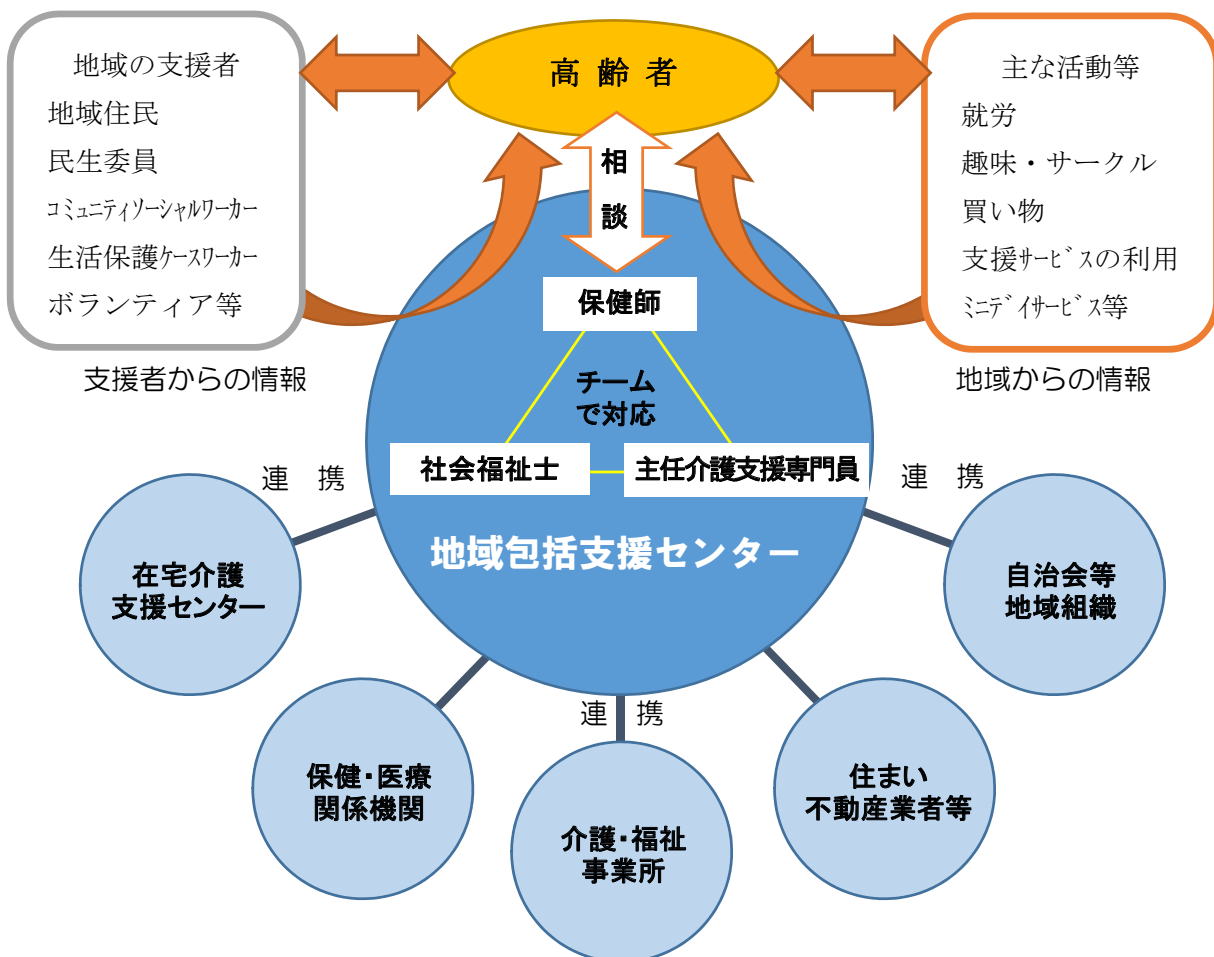 地域の支援者
地域住民
民生委員
ｺﾐｭﾆﾃｨｿｰｼｬﾙﾜｰｶｰ
生活保護ｹｰｽﾜｰｶｰ
ボランティア等
支援者からの情報
高 齢 者
相
談
主な活動等
就労
趣味・サークル
買い物
支援ｻｰﾋﾞｽの利用
ﾐﾆﾃﾞｲｻｰﾋﾞｽ等
地域からの情報
保健師
チーム
で対応
社会福祉士
主任介護支援専門員
地域包括支援センター
連 携
連 携
在宅介護
支援センター
自治会等
地域組織
連 携
保健・医療
関係機関
介護・福祉
事業所
住まい
不動産業者等